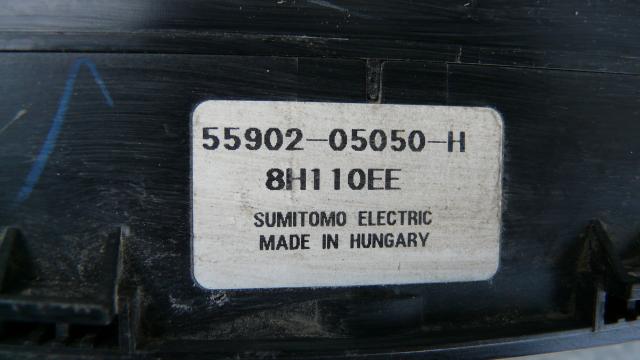 55902-05050-H
8H110EE
SUMITOMO ELECTRIC
MADE IN HUNGARY